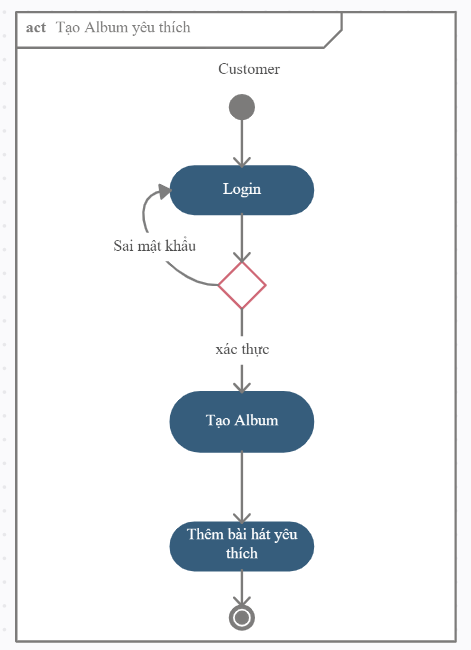 act Tạo Album yêu thích
Customer
Login
Sai mật khẩu
xác thực
Tạo Album
Thêm bài hát yêu
thích